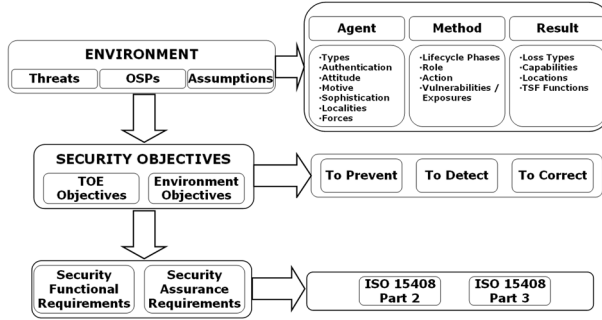 ENVIRONMENT
Threats
OSPs
Assumptions
Agent
Method
Result
·Types
·Authentication
·Attitude
·Motive
·Sophistication
·Localities
·Forces
·Lifecycle Phases
·Role
·Action
·Vulnerabilities /
Exposures
·Loss Types
·Capabilities
·Locations
·TSF Functions
SECURITY OBJECTIVES
TOE
Objectives
Environment
Objectives
To Prevent
To Detect
To Correct
Security
Functional
Requirements
Security
Assurance
Requirements
ISO 15408
Part 2
ISO 15408
Part 3